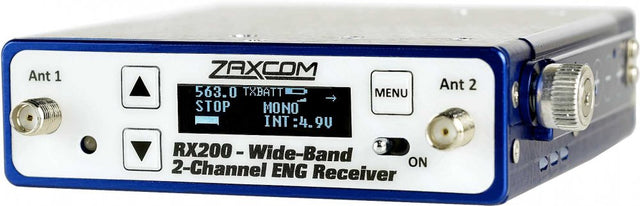 ZAXCOM
Ant 1
Ant 2
563.0 TXBATT
STOP MONO
INT:4.9V
MENU
ON
RX200 - Wide-Band
2-Channel ENG Receiver